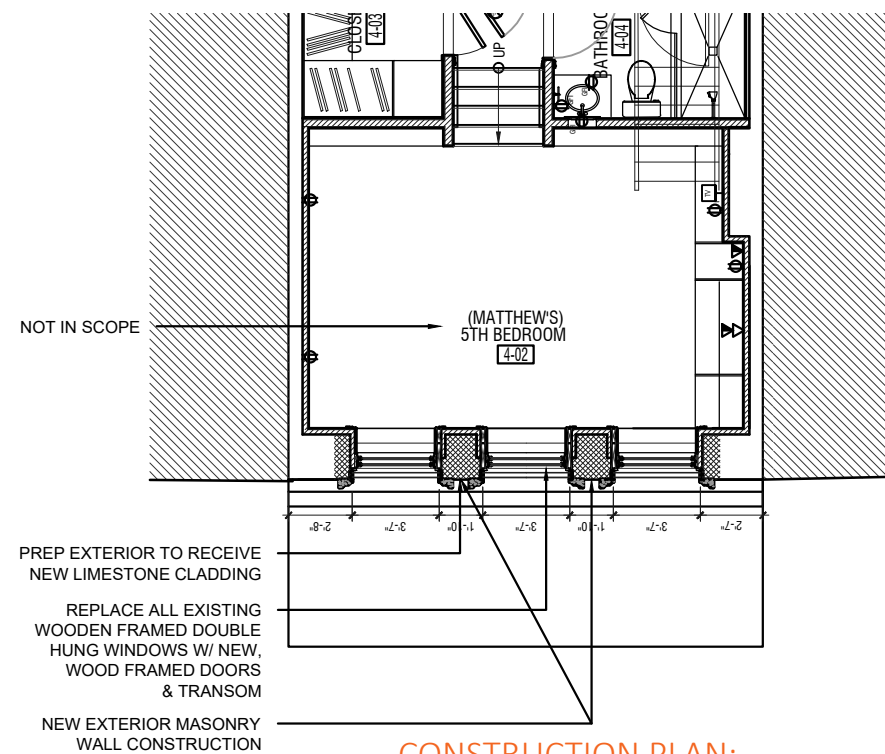 CLOSE
4-03
UP
BATHROO
4-04
TV
NOT IN SCOPE
(MATTHEW'S)
5TH BEDROOM
4-02
2'-8"
3'-7"
1'-10"
3'-7"
1'-10"
3'-7"
2'-7"
PREP EXTERIOR TO RECEIVE
NEW LIMESTONE CLADDING
REPLACE ALL EXISTING
WOODEN FRAMED DOUBLE
HUNG WINDOWS W/ NEW,
WOOD FRAMED DOORS
& TRANSOM
NEW EXTERIOR MASONRY
WALL CONSTRUCTION
CONSTRUCTION PLAN: